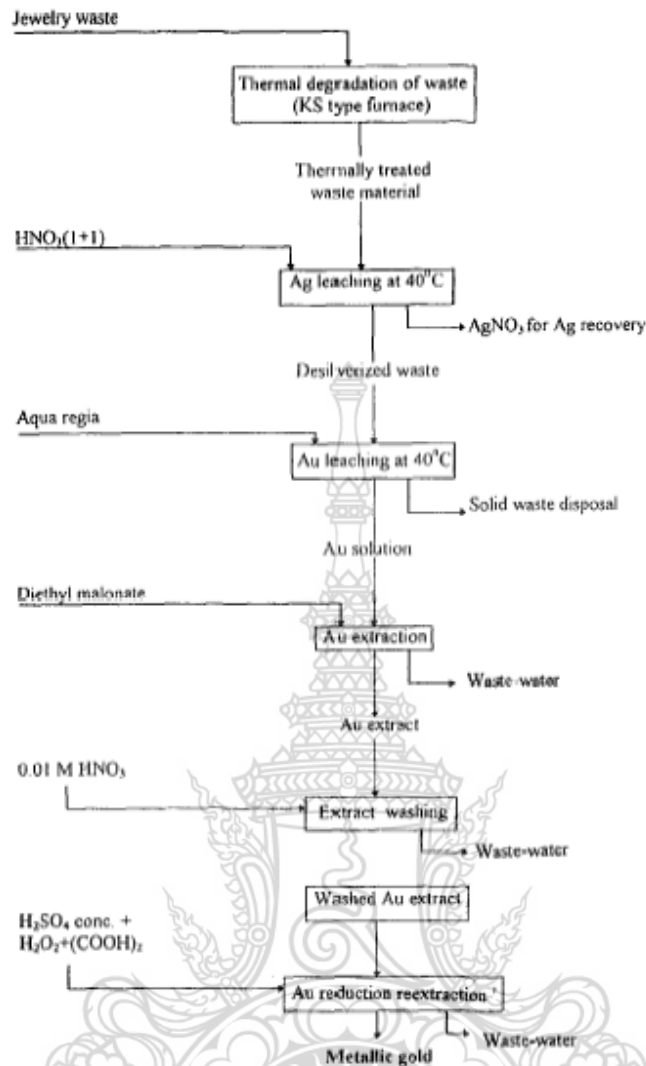 Jewelry waste
Thermal degradation of waste
(KS type furnace)
Thermally treated
waste material
HNO₃(1+1)
Ag leaching at 40°C
AgNO₃ for Ag recovery
Desilverized waste
Aqua regia
Au leaching at 40°C
Solid waste disposal
Au solution
Diethyl malonate
Au extraction
Waste-water
Au extract
0.01 M HNO₃
Extract washing
Waste-water
Washed Au extract
H₂SO₄ conc. +
H₂O₂+(COOH)₂
Au reduction reextraction
Waste-water
Metallic gold